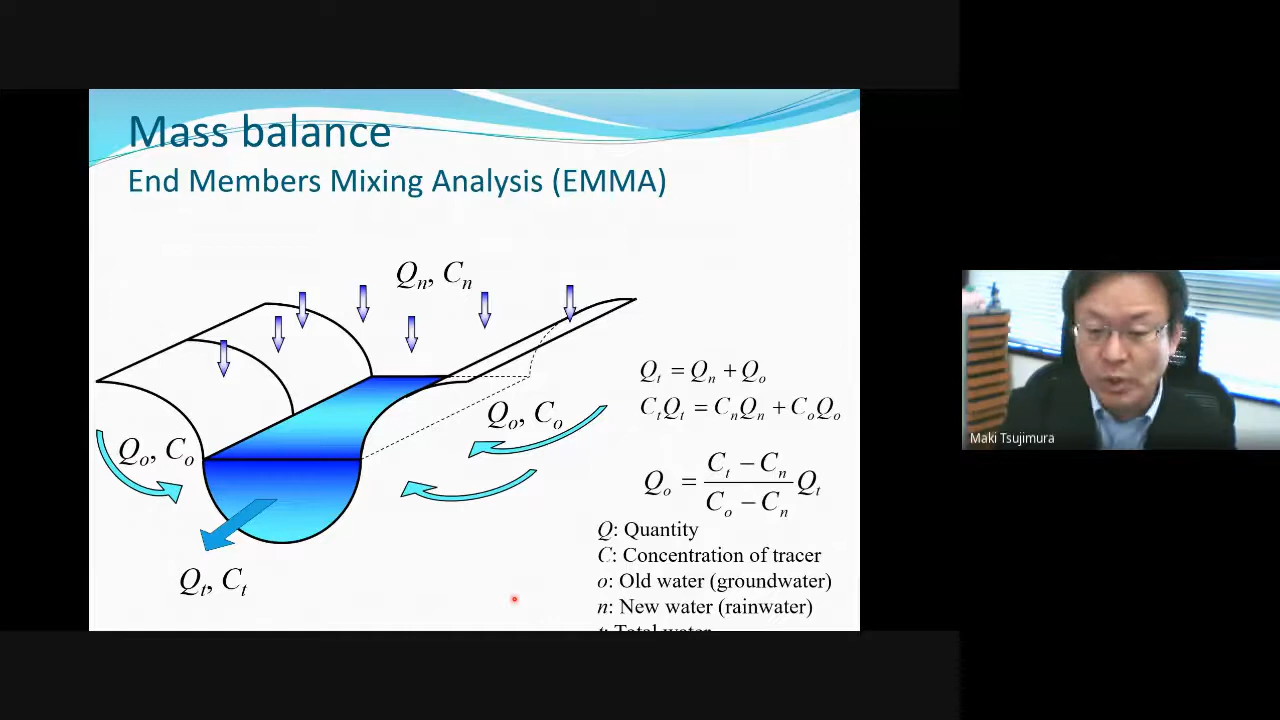 Mass balance
End Members Mixing Analysis (EMMA)
Qn, Cn
Qt = Qn + Qo
CtQt = CnQn + CoQo
Qo, Co
Qo, Co
Qo = (Ct − Cn) / (Co − Cn) Qt
Q: Quantity
C: Concentration of tracer
o: Old water (groundwater)
n: New water (rainwater)
t: Total water
Qt, Ct
Maki Tsujimura